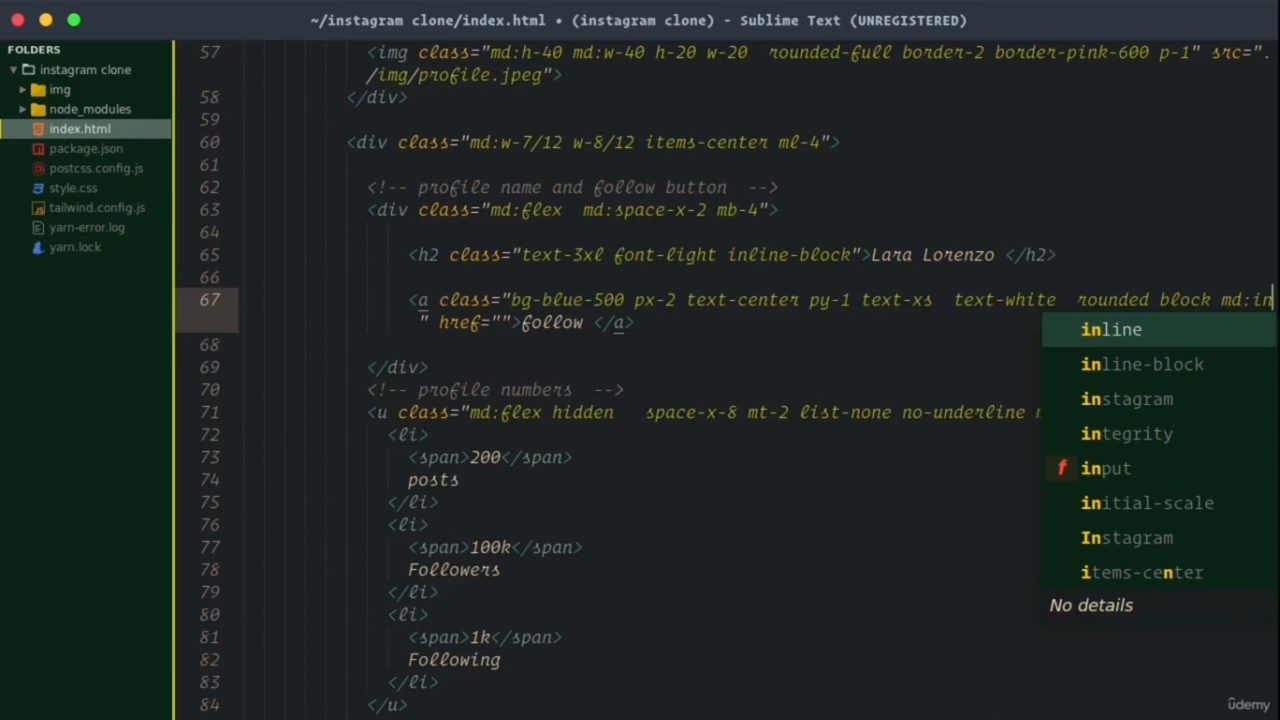 ~/instagram clone/index.html • (instagram clone) - Sublime Text (UNREGISTERED)
FOLDERS
instagram clone
img
node_modules
index.html
package.json
postcss.config.js
style.css
tailwind.config.js
yarn-error.log
yarn.lock
57 <img class="md:h-40 md:w-40 h-20 w-20  rounded-full border-2 border-pink-600 p-1" src=".
/img/profile.jpeg">
58 </div>
59
60 <div class="md:w-7/12 w-8/12 items-center ml-4">
61
62 <!-- profile name and follow button  -->
63 <div class="md:flex  md:space-x-2 mb-4">
64
65 <h2 class="text-3xl font-light inline-block">Lara Lorenzo </h2>
66
67 <a class="bg-blue-500 px-2 text-center py-1 text-xs  text-white  rounded block md:in
" href="">follow </a>
68
69 </div>
70 <!-- profile numbers  -->
71 <u class="md:flex hidden   space-x-8 mt-2 list-none no-underline
72 <li>
73 <span>200</span>
74 posts
75 </li>
76 <li>
77 <span>100k</span>
78 Followers
79 </li>
80 <li>
81 <span>1k</span>
82 Following
83 </li>
84 </u>
inline
inline-block
instagram
integrity
f input
initial-scale
Instagram
items-center
No details
ûdemy